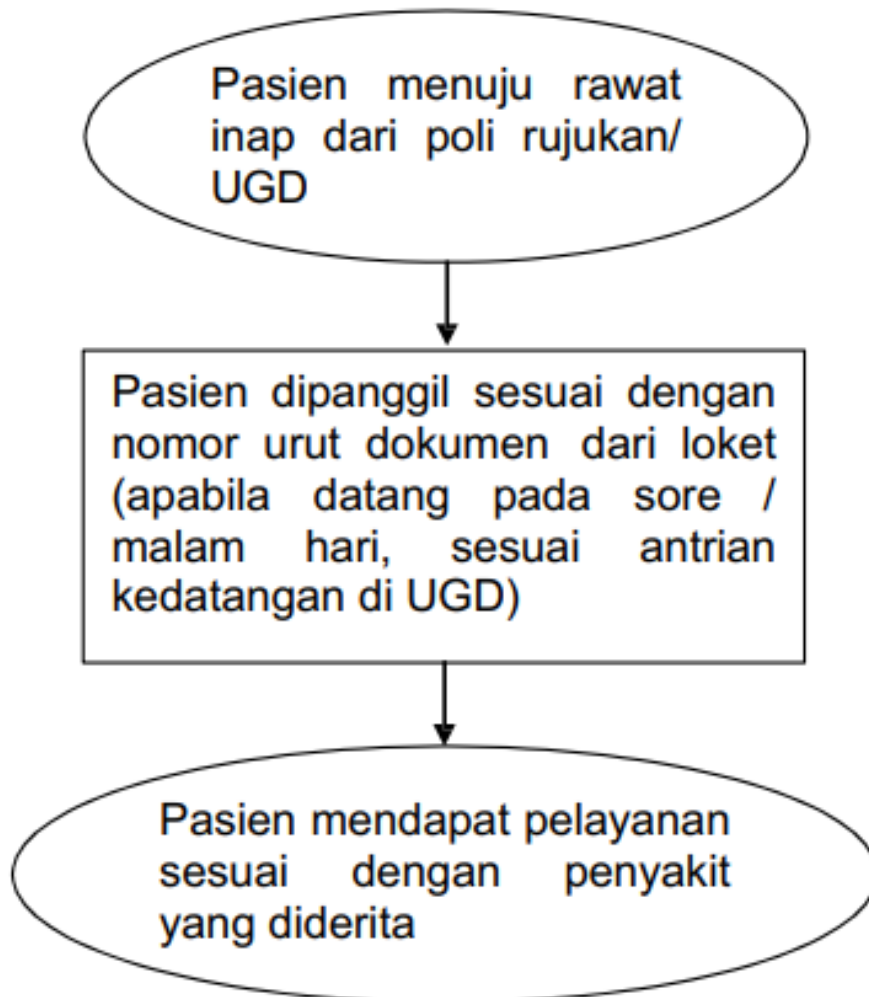 Pasien menuju rawat
inap dari poli rujukan/
UGD
Pasien dipanggil sesuai dengan
nomor urut dokumen dari loket
(apabila datang pada sore /
malam hari, sesuai antrian
kedatangan di UGD)
Pasien mendapat pelayanan
sesuai dengan penyakit
yang diderita